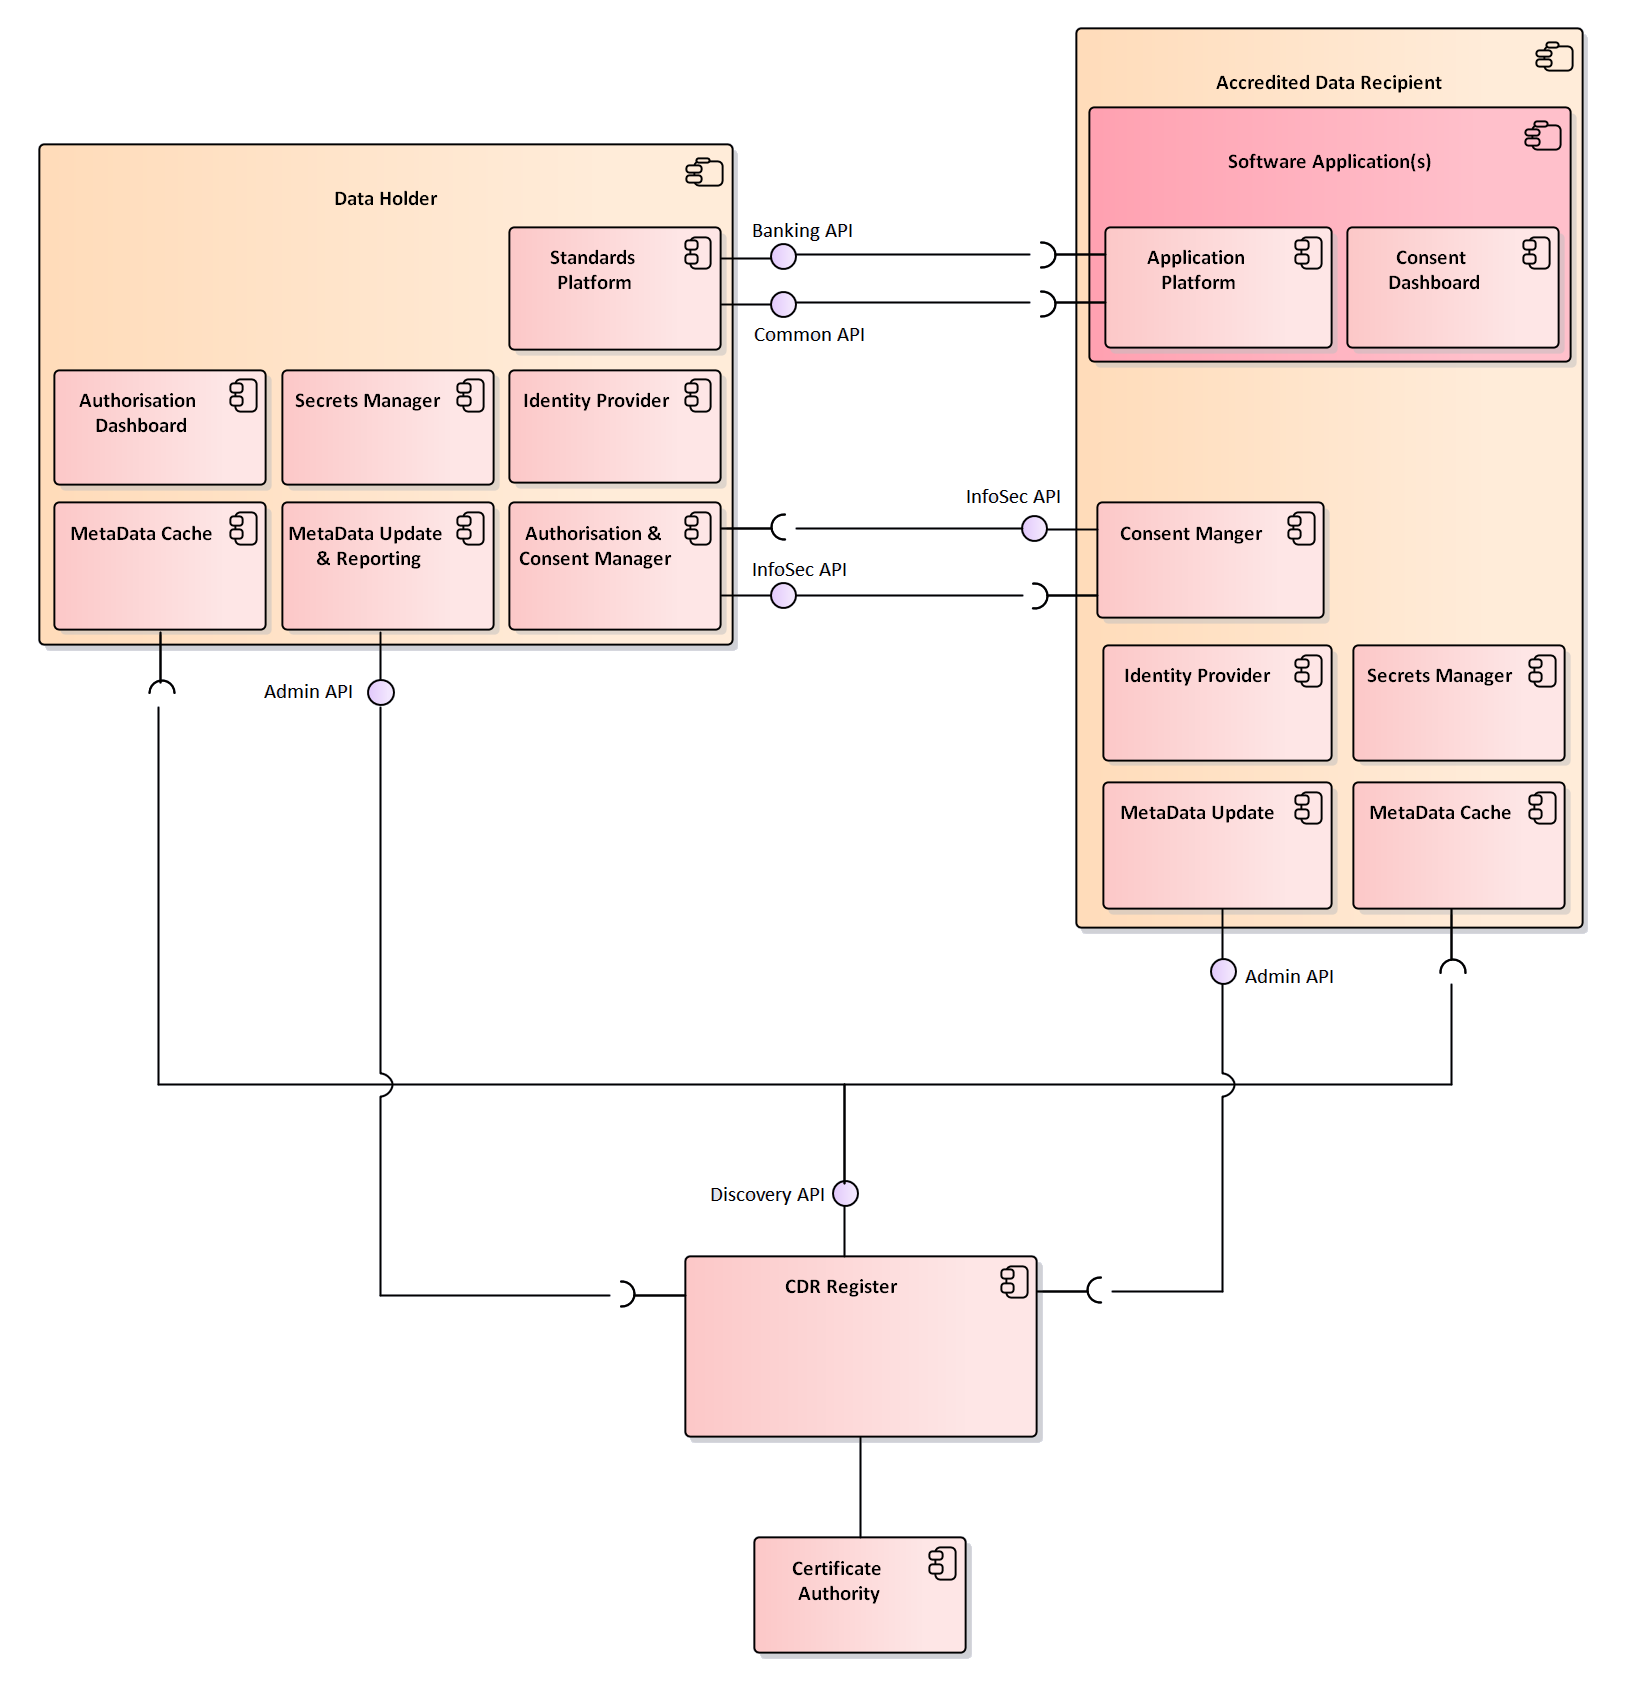 Accredited Data Recipient
Software Application(s)
Data Holder
Banking API
Standards
Platform
Application
Platform
Consent
Dashboard
Common API
Authorisation
Dashboard
Secrets Manager
Identity Provider
InfoSec API
MetaData Cache
MetaData Update
& Reporting
Authorisation &
Consent Manager
Consent Manger
InfoSec API
Identity Provider
Secrets Manager
Admin API
MetaData Update
MetaData Cache
Admin API
Discovery API
CDR Register
Certificate
Authority